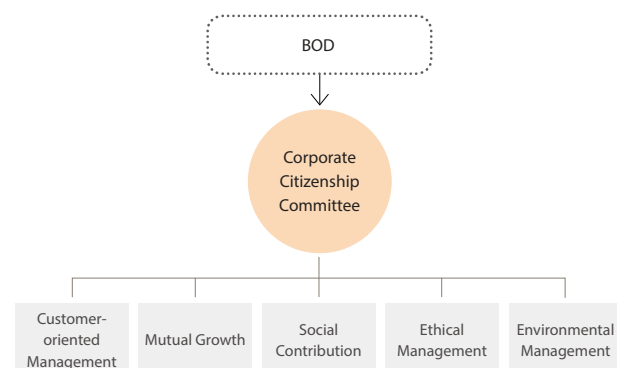 BOD
Corporate
Citizenship
Committee
Customer-
oriented
Management
Mutual Growth
Social
Contribution
Ethical
Management
Environmental
Management